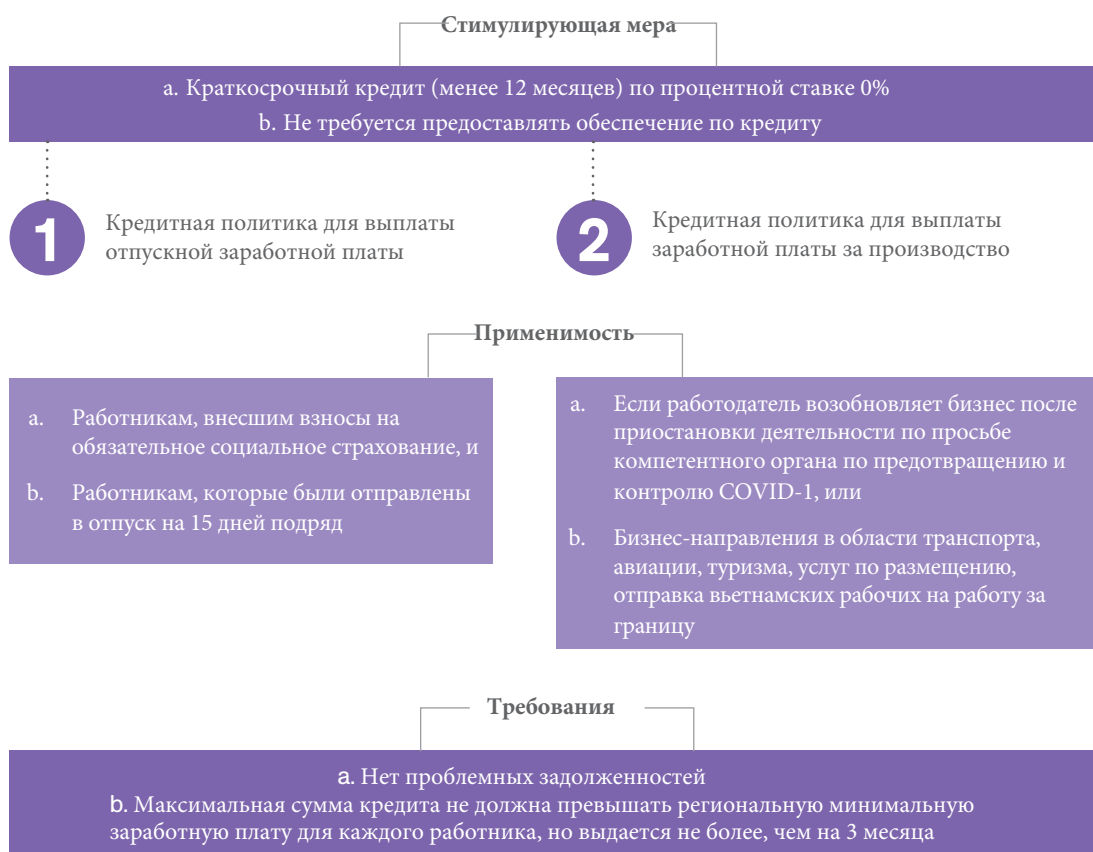 Стимулирующая мера
a. Краткосрочный кредит (менее 12 месяцев) по процентной ставке 0%
b. Не требуется предоставлять обеспечение по кредиту
1
Кредитная политика для выплаты
отпускной заработной платы
2
Кредитная политика для выплаты
заработной платы за производство
Применимость
a. Работникам, внесшим взносы на
обязательное социальное страхование, и
b. Работникам, которые были отправлены
в отпуск на 15 дней подряд
a. Если работодатель возобновляет бизнес после
приостановки деятельности по просьбе
компетентного органа по предотвращению и
контролю COVID-1, или
b. Бизнес-направления в области транспорта,
авиации, туризма, услуг по размещению,
отправка вьетнамских рабочих на работу за
границу
Требования
a. Нет проблемных задолженностей
b. Максимальная сумма кредита не должна превышать региональную минимальную
заработную плату для каждого работника, но выдается не более, чем на 3 месяца